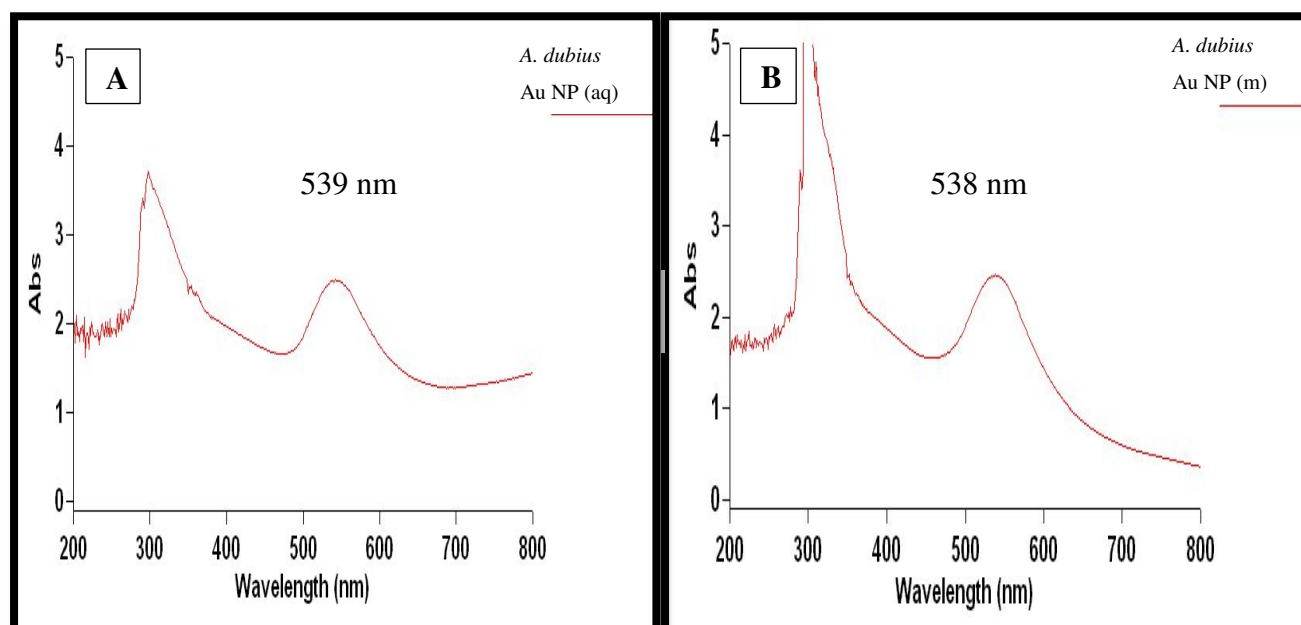 A
A. dubius
Au NP (aq)
539 nm
5
4
3
2
1
0
Abs
200 300 400 500 600 700 800
Wavelength (nm)
B
A. dubius
Au NP (m)
538 nm
5
4
3
2
1
0
Abs
200 300 400 500 600 700 800
Wavelength (nm)